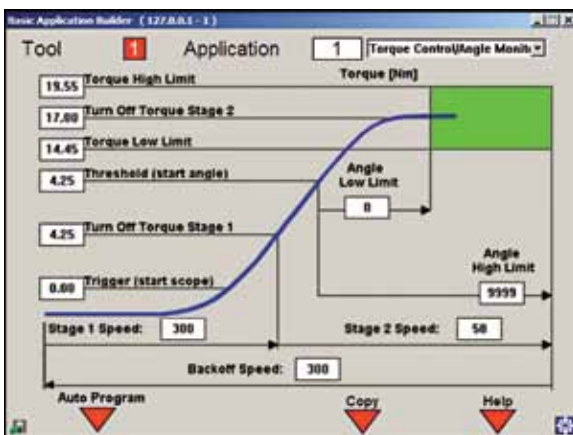 Basic Application Builder ( 127.0.0.1 - 1 )
Tool 1 Application 1 Torque Control/Angle Monit
Torque [Nm]
19.55 Torque High Limit
17.00 Turn Off Torque Stage 2
14.45 Torque Low Limit
4.25 Threshold (start angle)
Angle
Low Limit
0
4.25 Turn Off Torque Stage 1
Angle
High Limit
0.00 Trigger (start scope)
9999
Stage 1 Speed: 300 Stage 2 Speed: 50
Backoff Speed: 300
Auto Program Copy Help